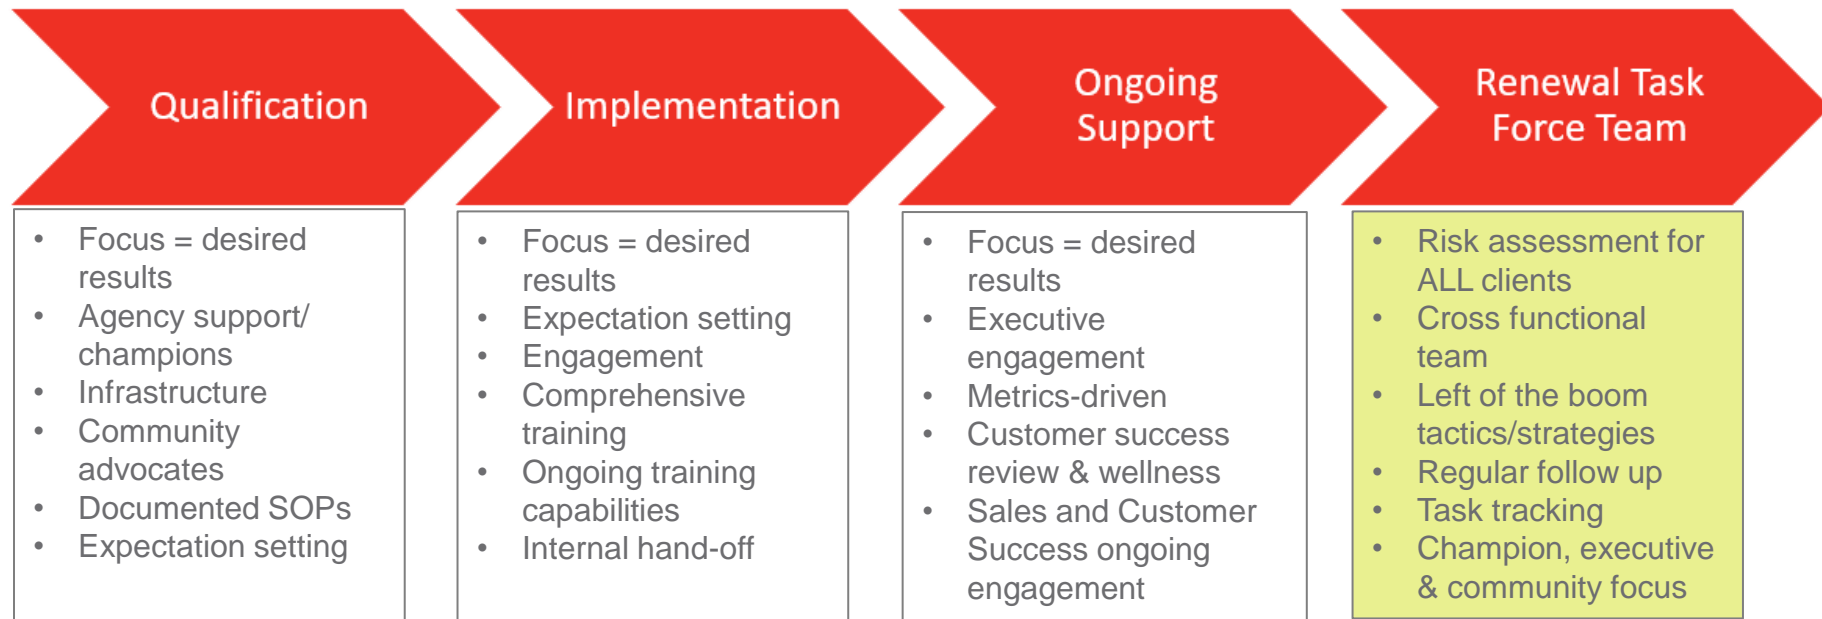 Qualification
• Focus = desired
results
• Agency support/
champions
• Infrastructure
• Community
advocates
• Documented SOPs
• Expectation setting
Implementation
• Focus = desired
results
• Expectation setting
• Engagement
• Comprehensive
training
• Ongoing training
capabilities
• Internal hand-off
Ongoing
Support
• Focus = desired
results
• Executive
engagement
• Metrics-driven
• Customer success
review & wellness
• Sales and Customer
Success ongoing
engagement
Renewal Task
Force Team
• Risk assessment for
ALL clients
• Cross functional
team
• Left of the boom
tactics/strategies
• Regular follow up
• Task tracking
• Champion, executive
& community focus